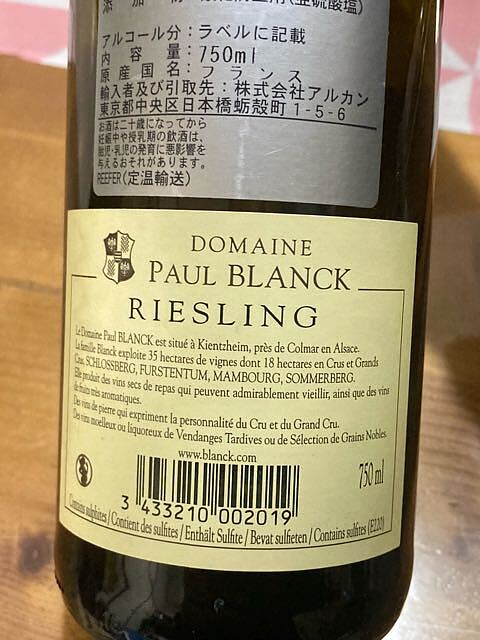 添加物
(亜硫酸塩)
アルコール分：ラベルに記載
内容量：750ml
原産国名：フランス
輸入者及び引取先：株式会社アルカン
東京都中央区日本橋蛎殻町1-5-6
お酒は二十歳になってから
妊娠中や授乳期の飲酒は、
胎児・乳児の発育に悪影響を
与えるおそれがあります。
REEFER(定温輸送)
DOMAINE
PAUL BLANCK
RIESLING
Le Domaine Paul BLANCK est situé à Kientzheim, près de Colmar en Alsace.
La famille Blanck exploite 35 hectares de vignes dont 18 hectares en Crus et Grands
Crus, SCHLOSSBERG, FURSTENTUM, MAMBOURG, SOMMERBERG.
Elle produit des vins secs de repas qui peuvent admirablement vieillir, ainsi que des vins
de fruits très aromatiques.
Des vins de pierre qui expriment la personnalité du Cru et du Grand Cru.
Des vins moelleux ou liquoreux de Vendanges Tardives ou de Sélection de Grains Nobles.
www.blanck.com
750 ml
3 433210 002019
Contains sulphites / Contient des sulfites / Enthält Sulfite / Bevat sulfieten / Contains sulfites (E220)